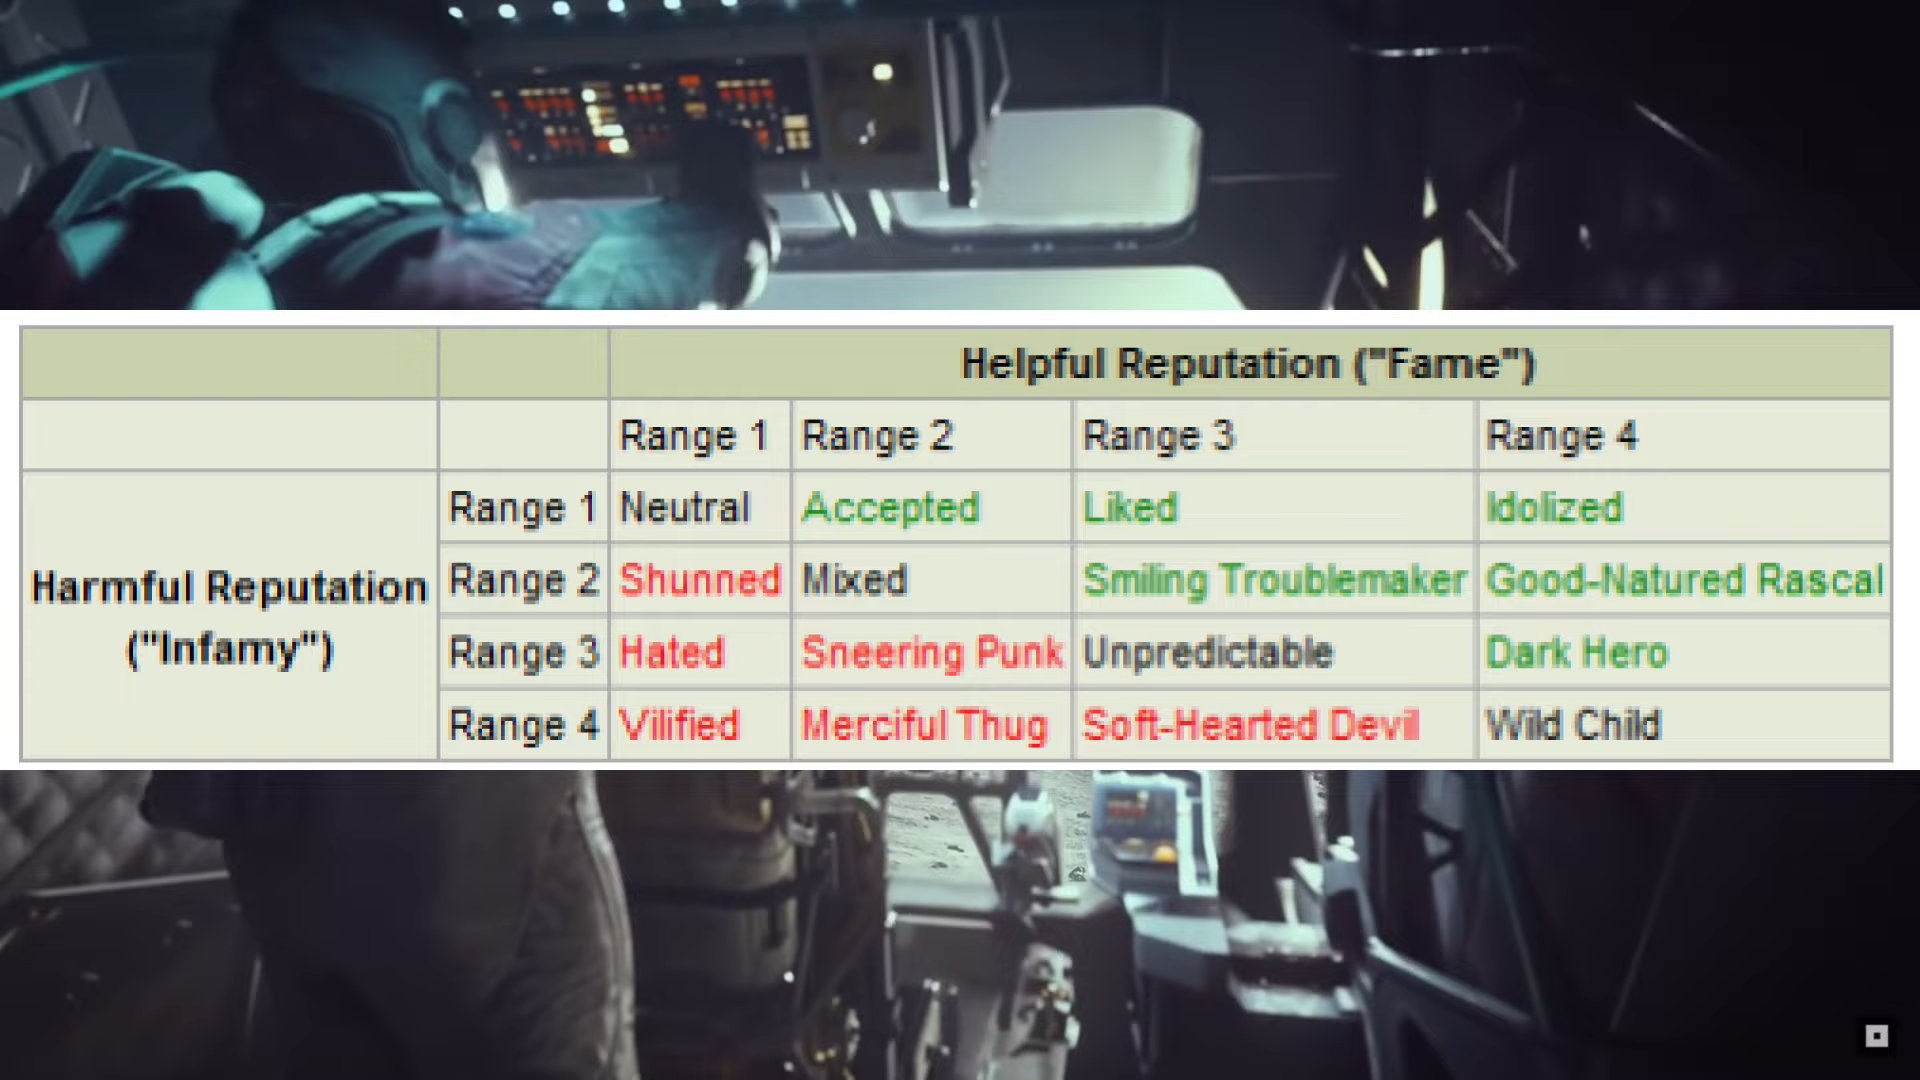 Helpful Reputation ("Fame")
Range 1 Range 2 Range 3 Range 4
Harmful Reputation
("Infamy")
Range 1 Neutral Accepted Liked Idolized
Range 2 Shunned Mixed Smiling Troublemaker Good-Natured Rascal
Range 3 Hated Sneering Punk Unpredictable Dark Hero
Range 4 Vilified Merciful Thug Soft-Hearted Devil Wild Child